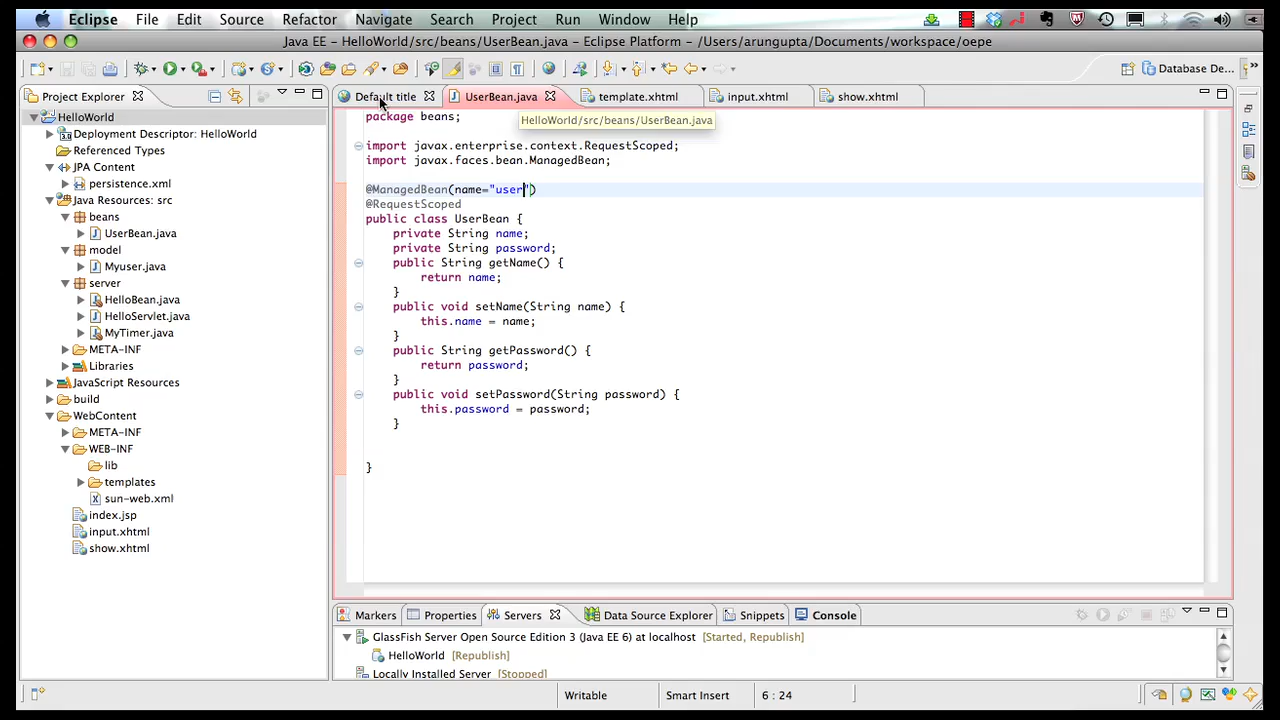 Eclipse File Edit Source Refactor Navigate Search Project Run Window Help
Java EE - HelloWorld/src/beans/UserBean.java - Eclipse Platform - /Users/arungupta/Documents/workspace/oepe
Database De...
Project Explorer
Default title UserBean.java template.xhtml input.xhtml show.xhtml
HelloWorld/src/beans/UserBean.java
HelloWorld
Deployment Descriptor: HelloWorld
Referenced Types
JPA Content
persistence.xml
Java Resources: src
beans
UserBean.java
model
Myuser.java
server
HelloBean.java
HelloServlet.java
MyTimer.java
META-INF
Libraries
JavaScript Resources
build
WebContent
META-INF
WEB-INF
lib
templates
sun-web.xml
index.jsp
input.xhtml
show.xhtml
package beans;
import javax.enterprise.context.RequestScoped;
import javax.faces.bean.ManagedBean;
@ManagedBean(name="user")
@RequestScoped
public class UserBean {
private String name;
private String password;
public String getName() {
return name;
}
public void setName(String name) {
this.name = name;
}
public String getPassword() {
return password;
}
public void setPassword(String password) {
this.password = password;
}
}
Markers Properties Servers Data Source Explorer Snippets Console
GlassFish Server Open Source Edition 3 (Java EE 6) at localhost [Started, Republish]
HelloWorld [Republish]
Locally Installed Server [Stopped]
Writable Smart Insert 6 : 24